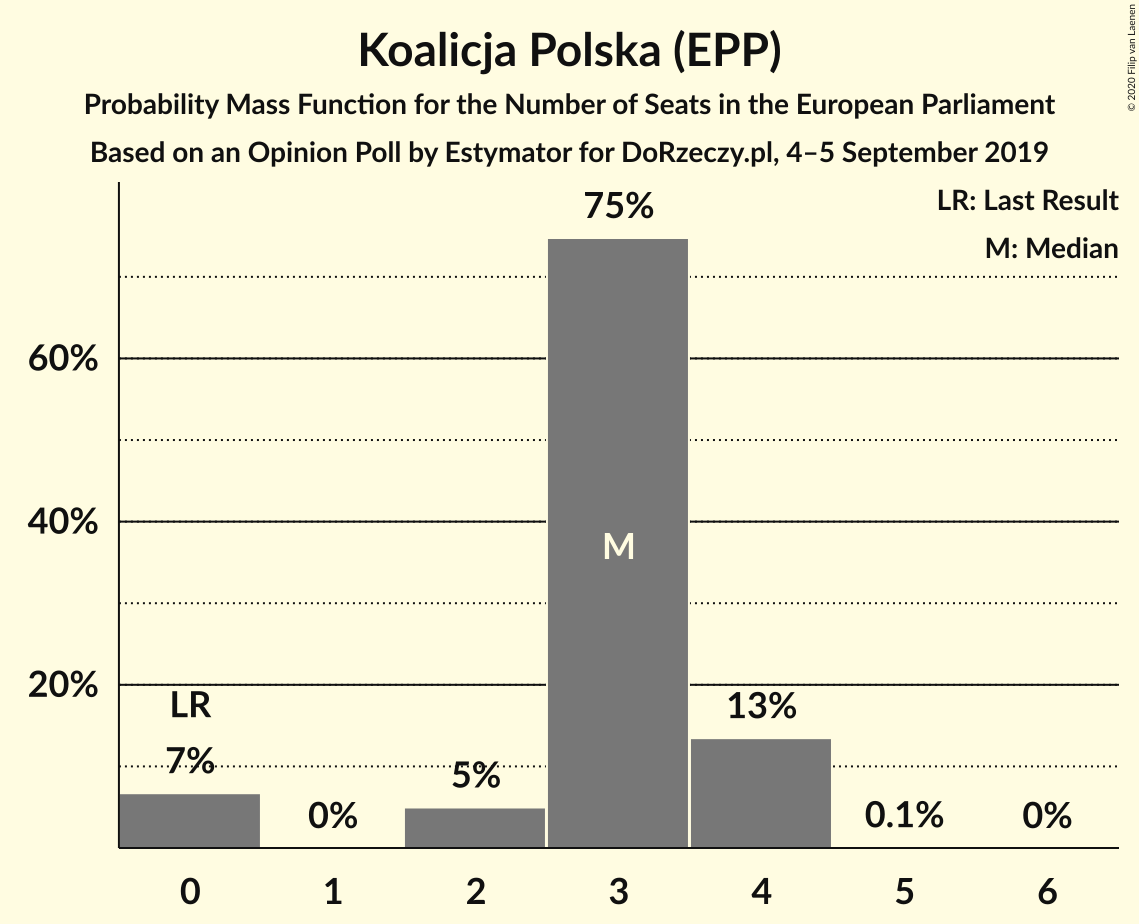 Koalicja Polska (EPP)
Probability Mass Function for the Number of Seats in the European Parliament
Based on an Opinion Poll by Estymator for DoRzeczy.pl, 4–5 September 2019
© 2020 Filip van Laenen
LR: Last Result
M: Median
75%
60%
40%
20%
M
LR
7%
0%
5%
13%
0.1%
0%
0 1 2 3 4 5 6